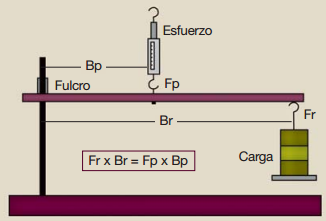 Esfuerzo
Bp
Fulcro
Fp
Br
Fr
Fr x Br = Fp x Bp
Carga